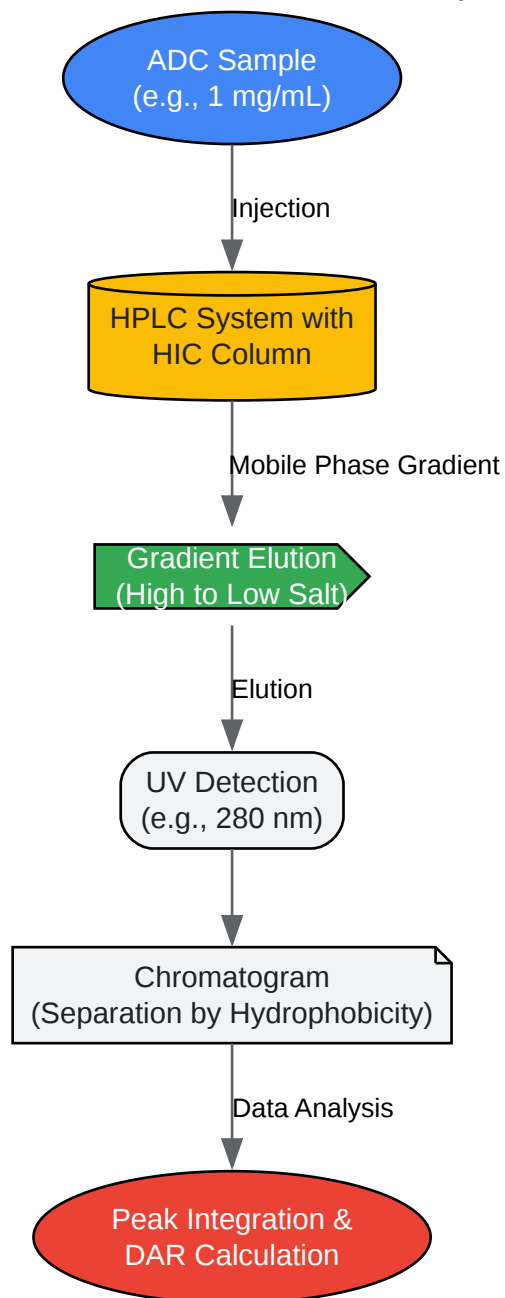 ADC Sample
(e.g., 1 mg/mL)
Injection
HPLC System with
HIC Column
Mobile Phase Gradient
Gradient Elution
(High to Low Salt)
Elution
UV Detection
(e.g., 280 nm)
Chromatogram
(Separation by Hydrophobicity)
Data Analysis
Peak Integration &
DAR Calculation